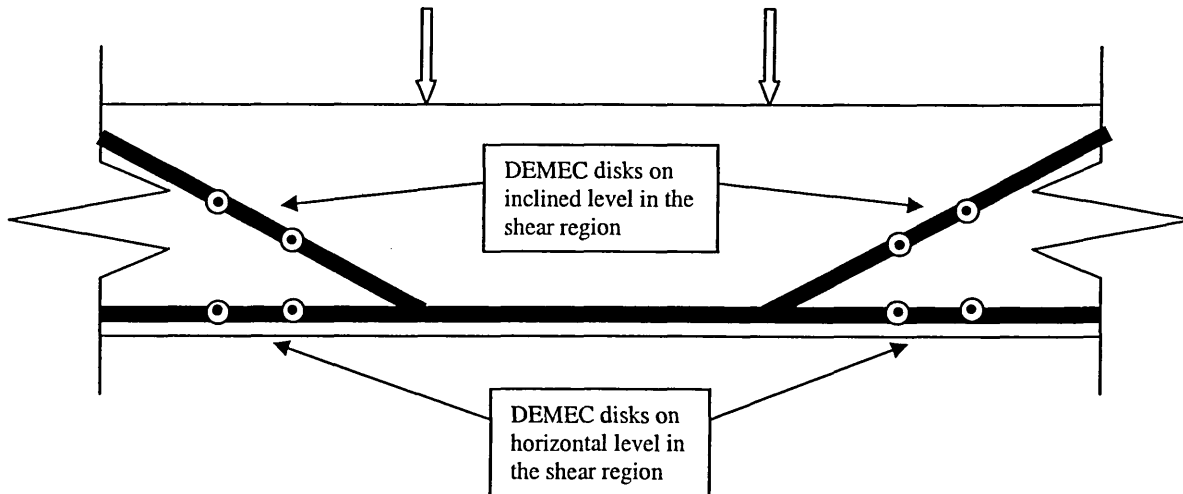 DEMEC disks on
inclined level in the
shear region
DEMEC disks on
horizontal level in
the shear region